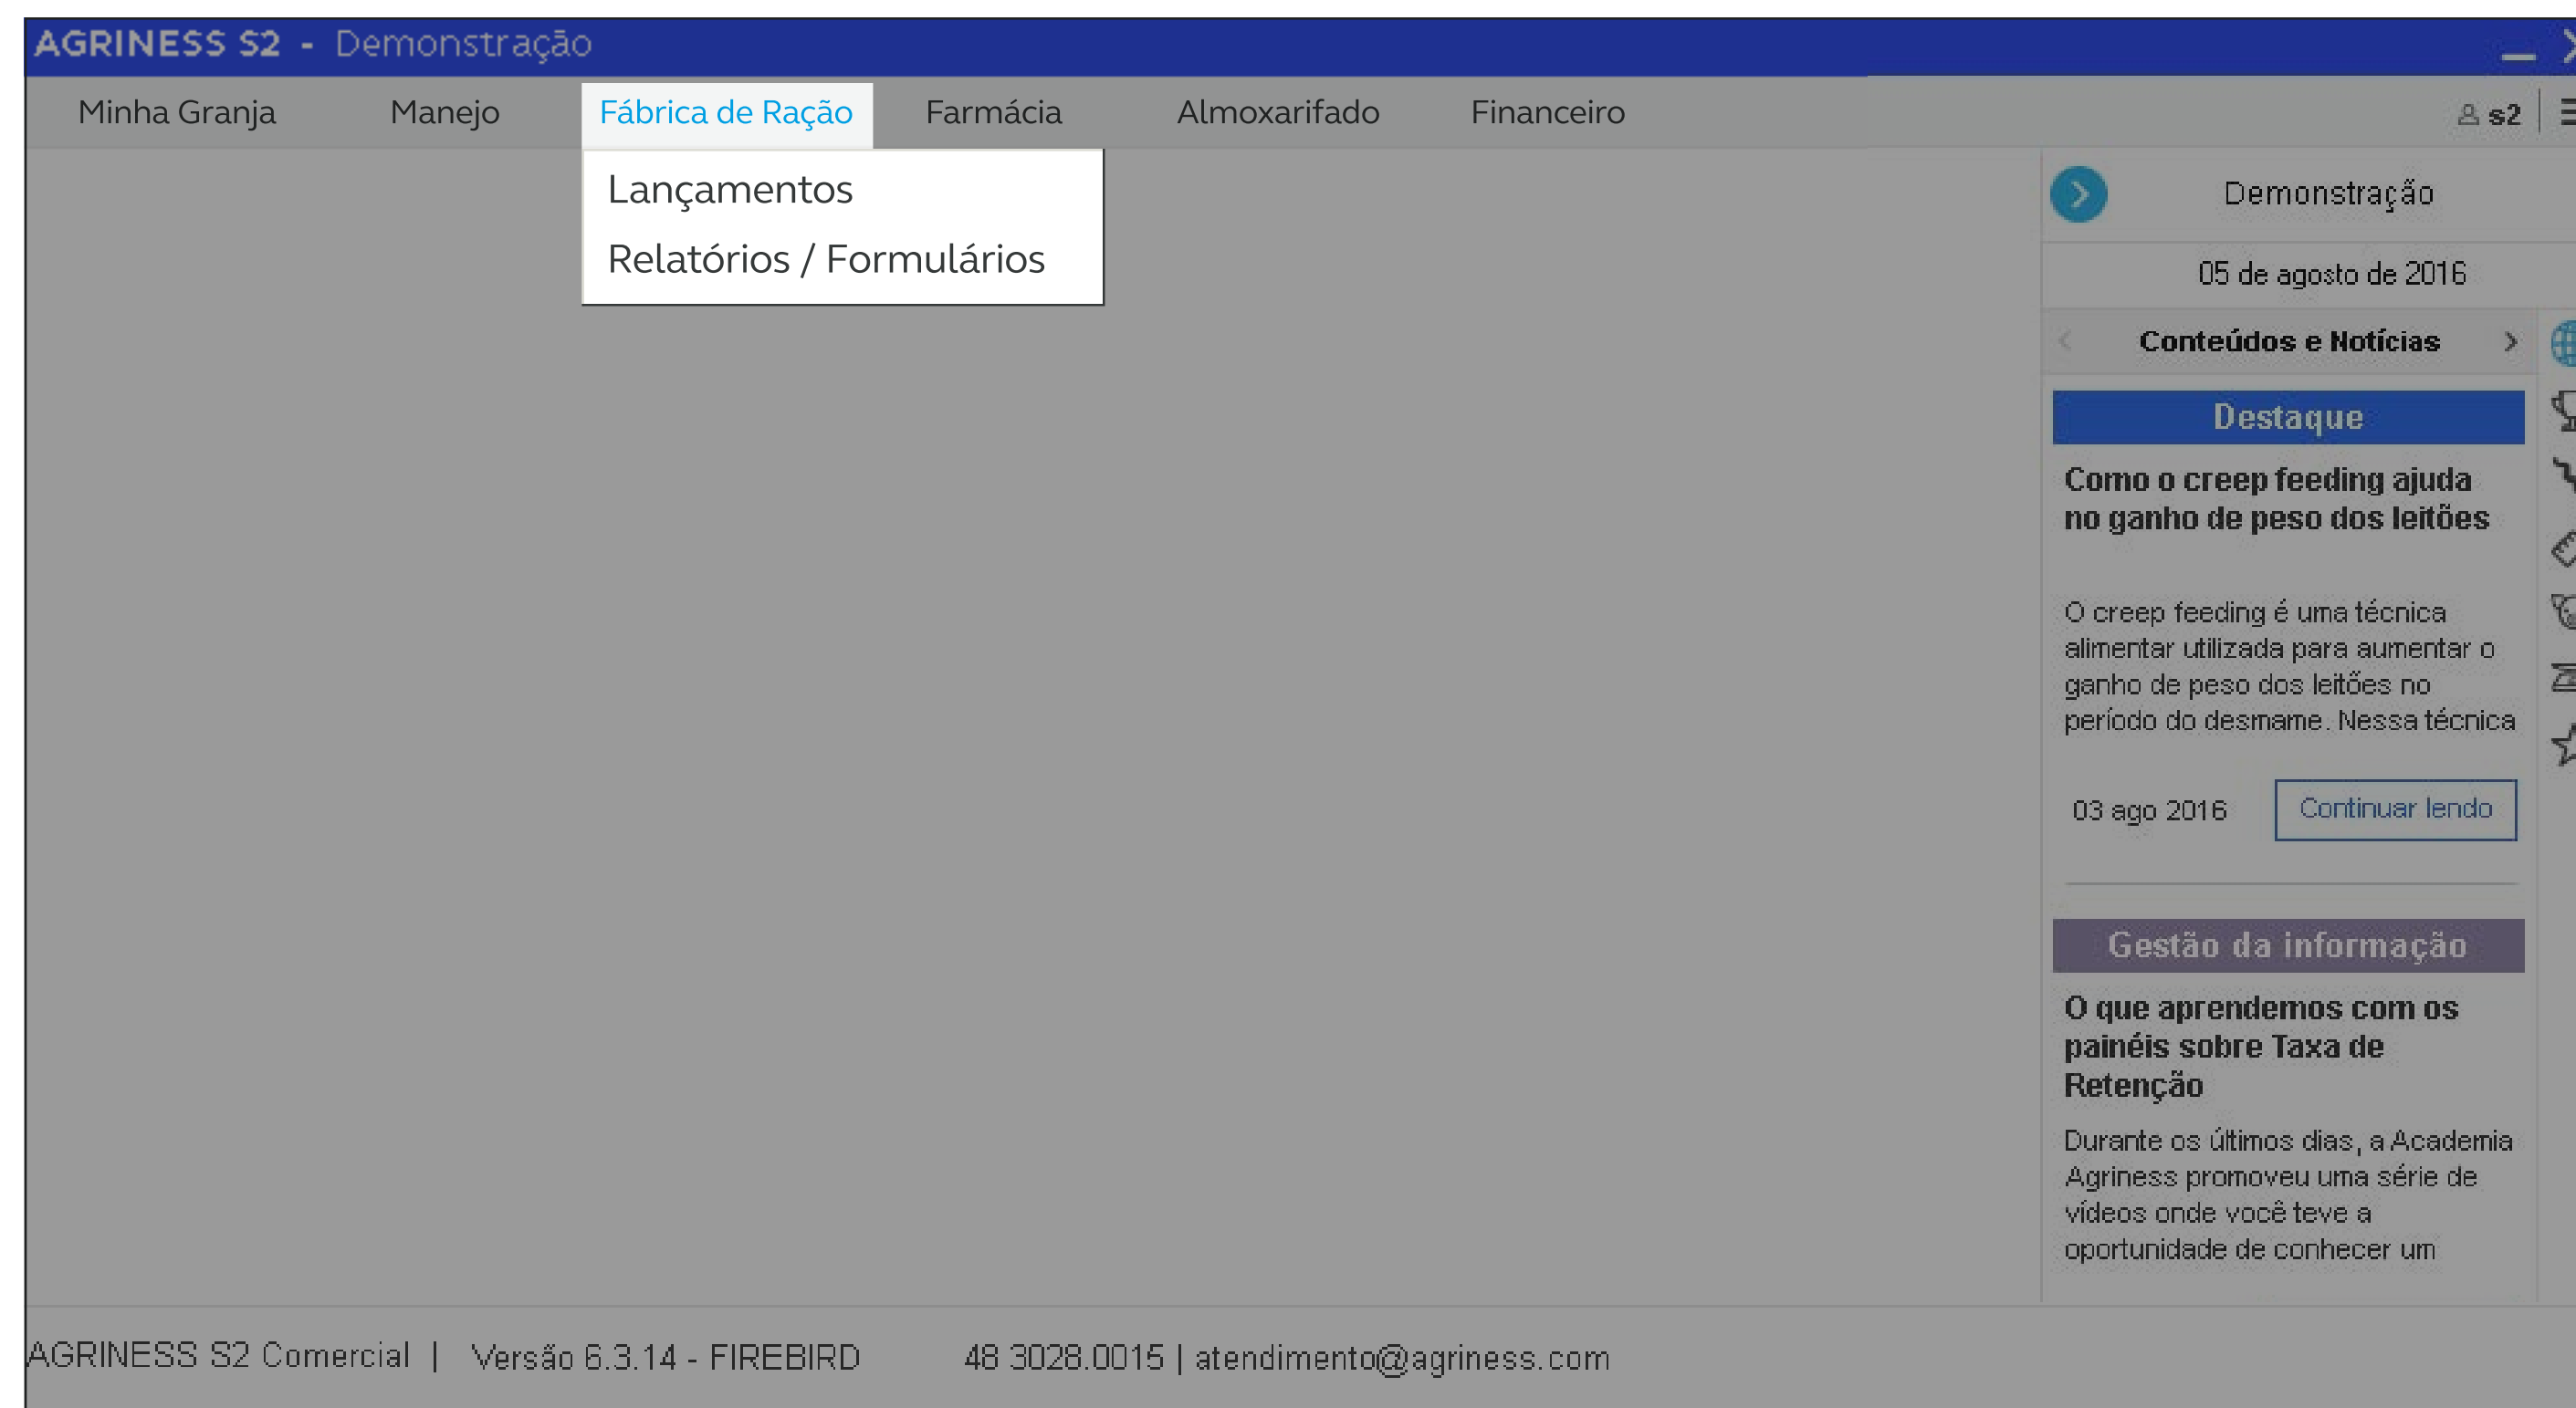 AGRINESS S2 - Demonstração
Minha Granja Manejo Fábrica de Ração Farmácia Almoxarifado Financeiro s2
Lançamentos
Relatórios / Formulários
Demonstração
05 de agosto de 2016
Conteúdos e Notícias
Destaque
Como o creep feeding ajuda
no ganho de peso dos leitões
O creep feeding é uma técnica
alimentar utilizada para aumentar o
ganho de peso dos leitões no
período do desmame. Nessa técnica
03 ago 2016 Continuar lendo
Gestão da informação
O que aprendemos com os
painéis sobre Taxa de
Retenção
Durante os últimos dias, a Academia
Agriness promoveu uma série de
vídeos onde você teve a
oportunidade de conhecer um
AGRINESS S2 Comercial | Versão 6.3.14 - FIREBIRD 48 3028.0015 | atendimento@agriness.com